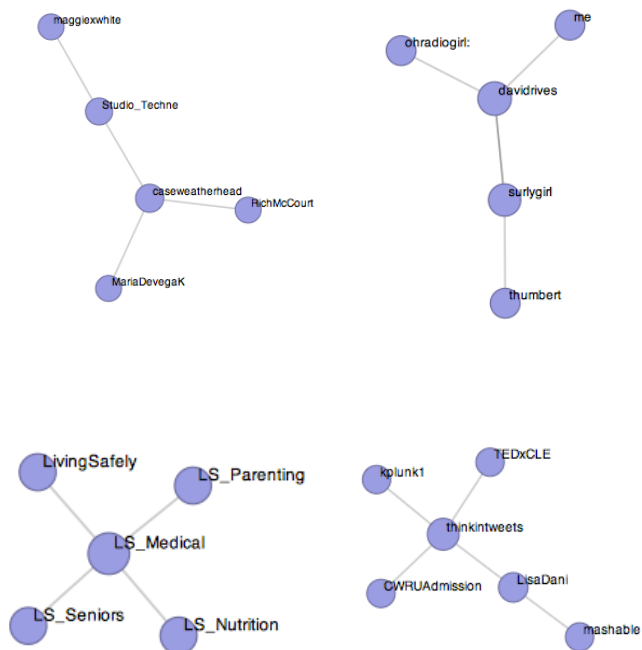 maggiexwhite
Studio_Techne
caseweatherhead
RichMcCourt
MariaDevegaK
me
ohradiogirl:
davidrives
surlygirl
thumbert
LivingSafely
LS_Parenting
LS_Medical
LS_Seniors
LS_Nutrition
TEDxCLE
kplunk1
thinkintweets
CWRUAdmission
LisaDani
mashable